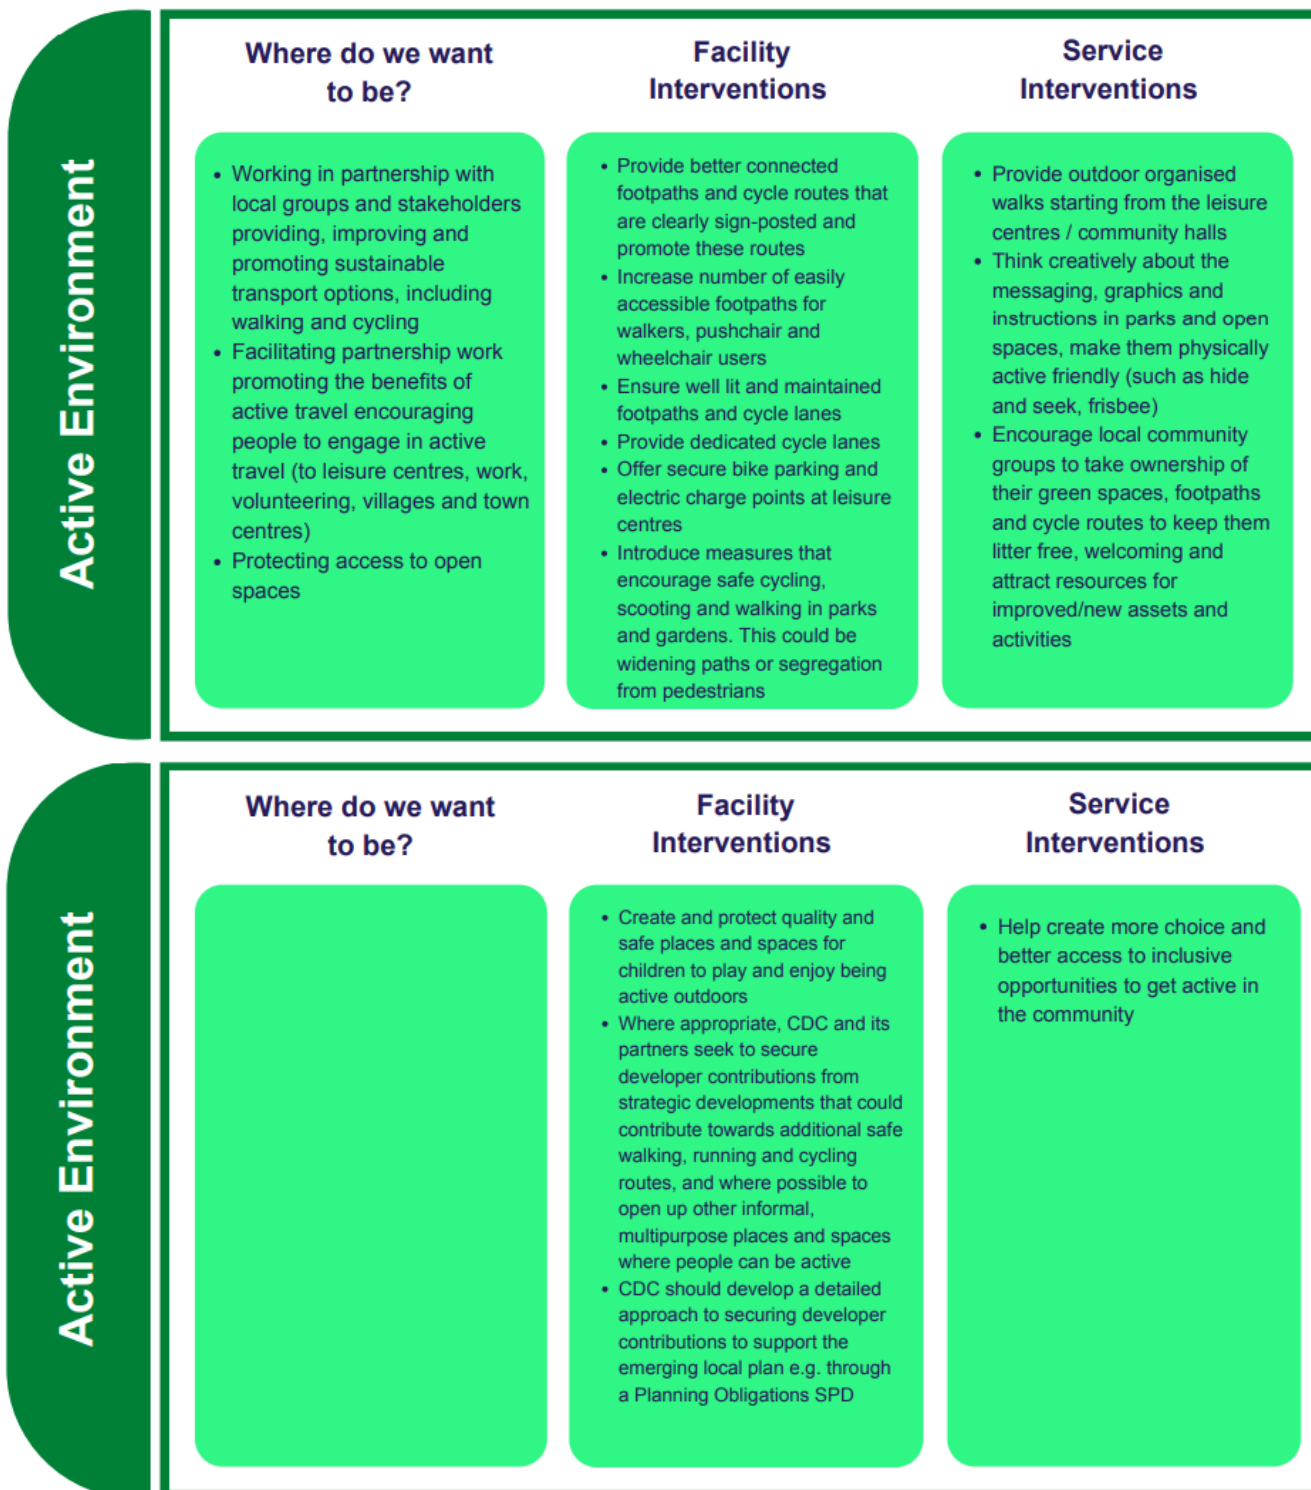 Active Environment
Where do we want
to be?
• Working in partnership with
local groups and stakeholders
providing, improving and
promoting sustainable
transport options, including
walking and cycling
• Facilitating partnership work
promoting the benefits of
active travel encouraging
people to engage in active
travel (to leisure centres, work,
volunteering, villages and town
centres)
• Protecting access to open
spaces
Facility
Interventions
• Provide better connected
footpaths and cycle routes that
are clearly sign-posted and
promote these routes
• Increase number of easily
accessible footpaths for
walkers, pushchair and
wheelchair users
• Ensure well lit and maintained
footpaths and cycle lanes
• Provide dedicated cycle lanes
• Offer secure bike parking and
electric charge points at leisure
centres
• Introduce measures that
encourage safe cycling,
scooting and walking in parks
and gardens. This could be
widening paths or segregation
from pedestrians
Service
Interventions
• Provide outdoor organised
walks starting from the leisure
centres / community halls
• Think creatively about the
messaging, graphics and
instructions in parks and open
spaces, make them physically
active friendly (such as hide
and seek, frisbee)
• Encourage local community
groups to take ownership of
their green spaces, footpaths
and cycle routes to keep them
litter free, welcoming and
attract resources for
improved/new assets and
activities
Active Environment
Where do we want
to be?
Facility
Interventions
• Create and protect quality and
safe places and spaces for
children to play and enjoy being
active outdoors
• Where appropriate, CDC and its
partners seek to secure
developer contributions from
strategic developments that could
contribute towards additional safe
walking, running and cycling
routes, and where possible to
open up other informal,
multipurpose places and spaces
where people can be active
• CDC should develop a detailed
approach to securing developer
contributions to support the
emerging local plan e.g. through
a Planning Obligations SPD
Service
Interventions
• Help create more choice and
better access to inclusive
opportunities to get active in
the community